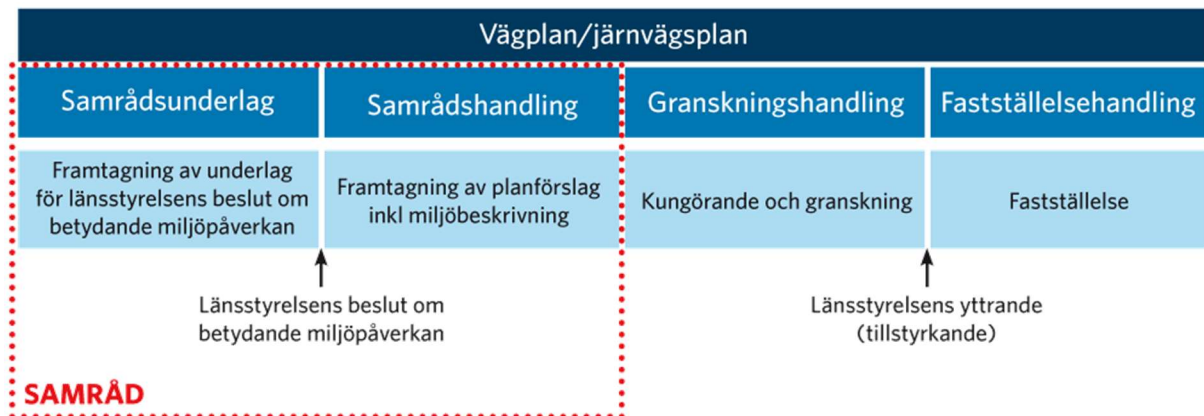 Vägplan/järnvägsplan
Samrådsunderlag
Samrådshandling
Granskningshandling
Fastställelsehandling
Framtagning av underlag
för länsstyrelsens beslut om
betydande miljöpåverkan
Framtagning av planförslag
inkl miljöbeskrivning
Kungörande och granskning
Fastställelse
Länsstyrelsens beslut om
betydande miljöpåverkan
Länsstyrelsens yttrande
(tillstyrkande)
SAMRÅD